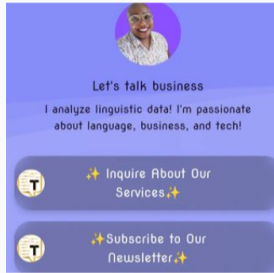 Let's talk business
I analyze linguistic data! I'm passionate
about language, business, and tech!
T
✨ Inquire About Our
Services✨
T
✨Subscribe to Our
Newsletter✨